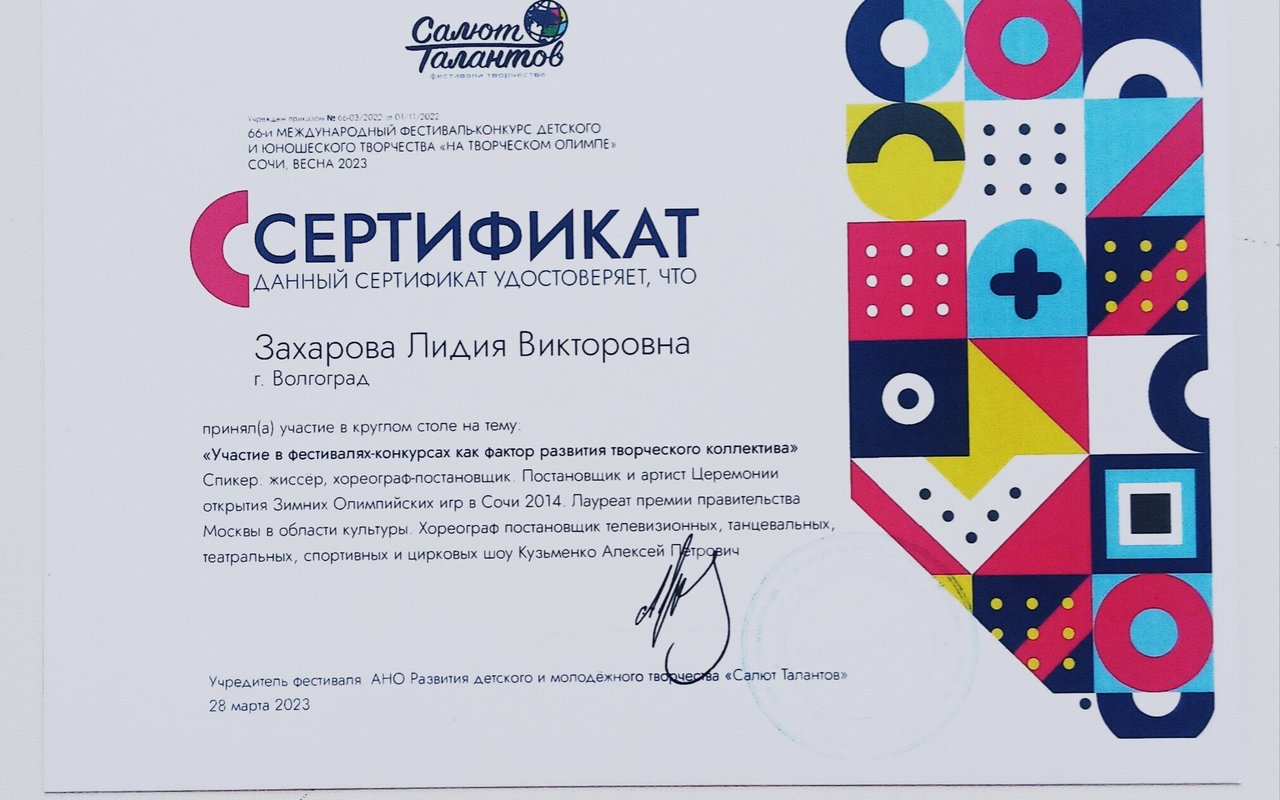 Салют
Талантов
фестивали творчества
Учрежден приказом № 66-03/2022 от 01/11/2022
66-й МЕЖДУНАРОДНЫЙ ФЕСТИВАЛЬ-КОНКУРС ДЕТСКОГО
И ЮНОШЕСКОГО ТВОРЧЕСТВА «НА ТВОРЧЕСКОМ ОЛИМПЕ»
СОЧИ, ВЕСНА 2023
СЕРТИФИКАТ
ДАННЫЙ СЕРТИФИКАТ УДОСТОВЕРЯЕТ, ЧТО
Захарова Лидия Викторовна
г. Волгоград
принял(а) участие в круглом столе на тему:
«Участие в фестивалях-конкурсах как фактор развития творческого коллектива»
Спикер: жиссёр, хореограф-постановщик. Постановщик и артист Церемонии
открытия Зимних Олимпийских игр в Сочи 2014. Лауреат премии правительства
Москвы в области культуры. Хореограф постановщик телевизионных, танцевальных,
театральных, спортивных и цирковых шоу Кузьменко Алексей Петрович
Учредитель фестиваля АНО Развития детского и молодёжного творчества «Салют Талантов»
28 марта 2023